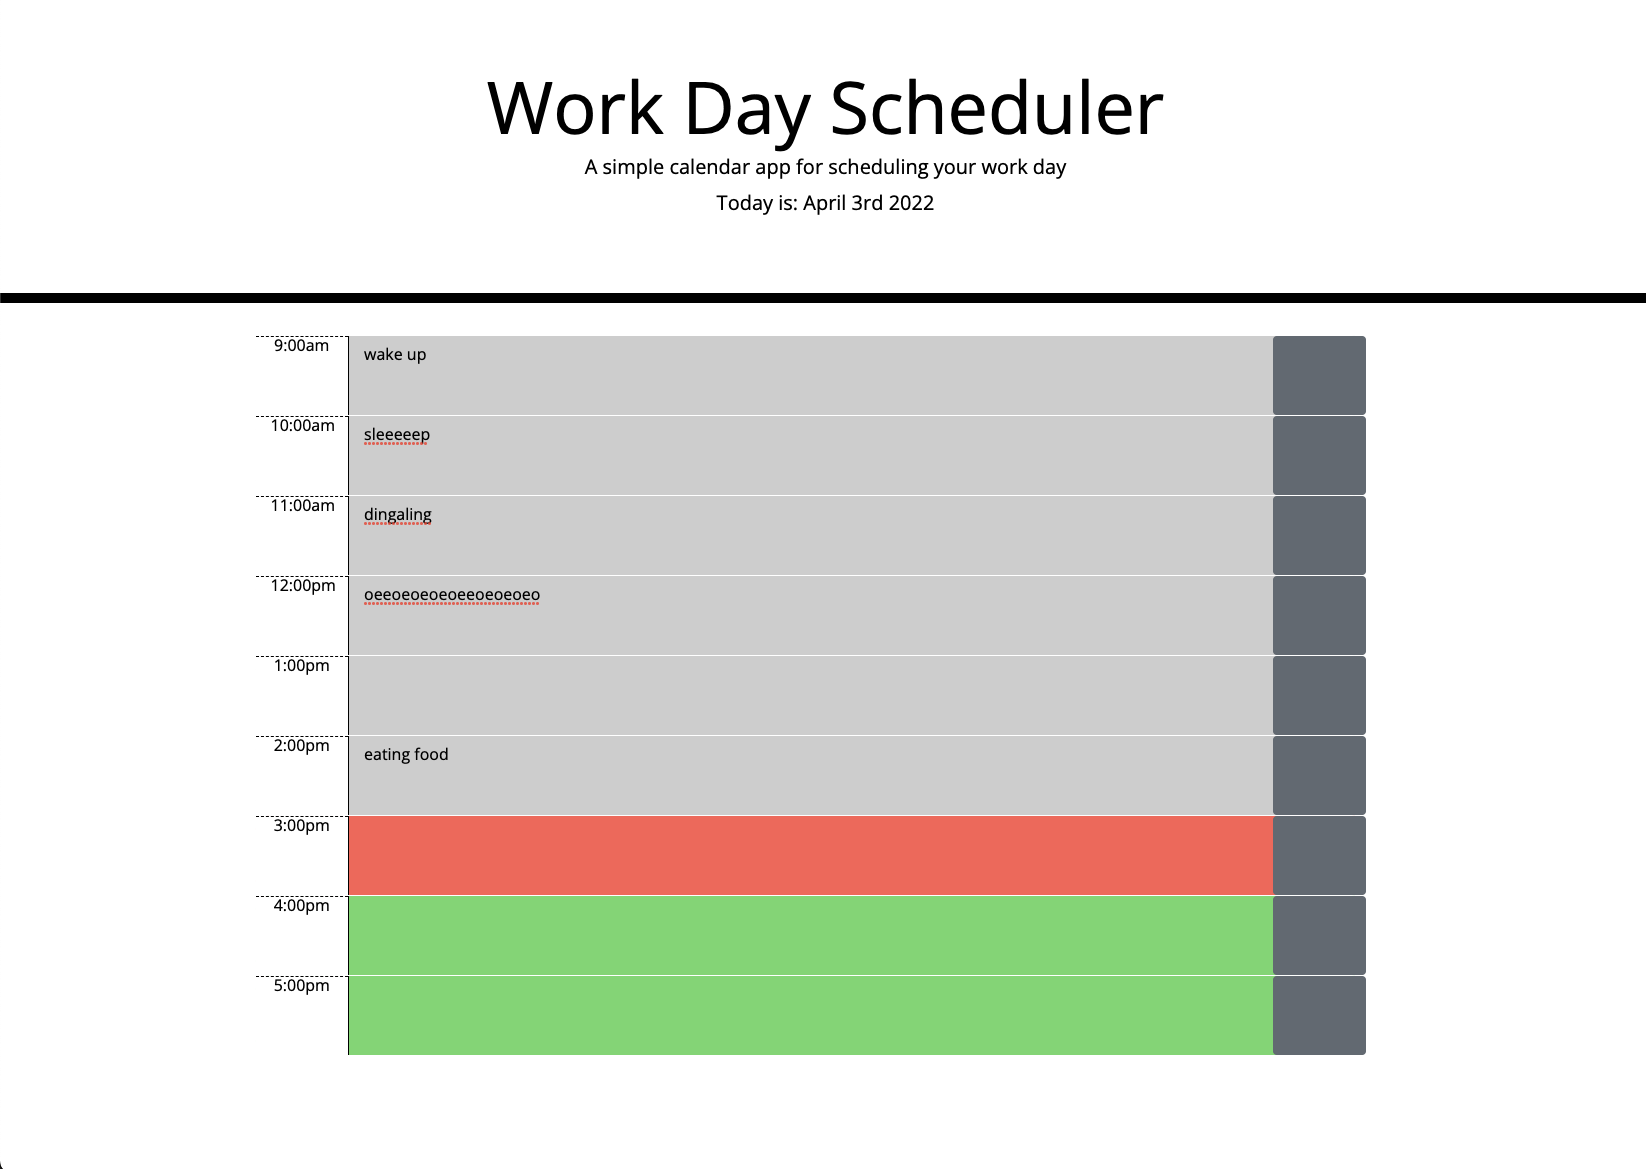 Work Day Scheduler
A simple calendar app for scheduling your work day
Today is: April 3rd 2022
9:00am
wake up
10:00am
sleeeeep
11:00am
dingaling
12:00pm
oeeoeoeoeoeeoeoeoeo
1:00pm
2:00pm
eating food
3:00pm
4:00pm
5:00pm